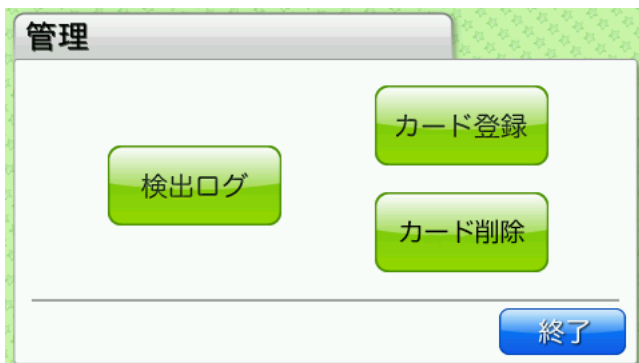 管理
カード登録
検出ログ
カード削除
終了